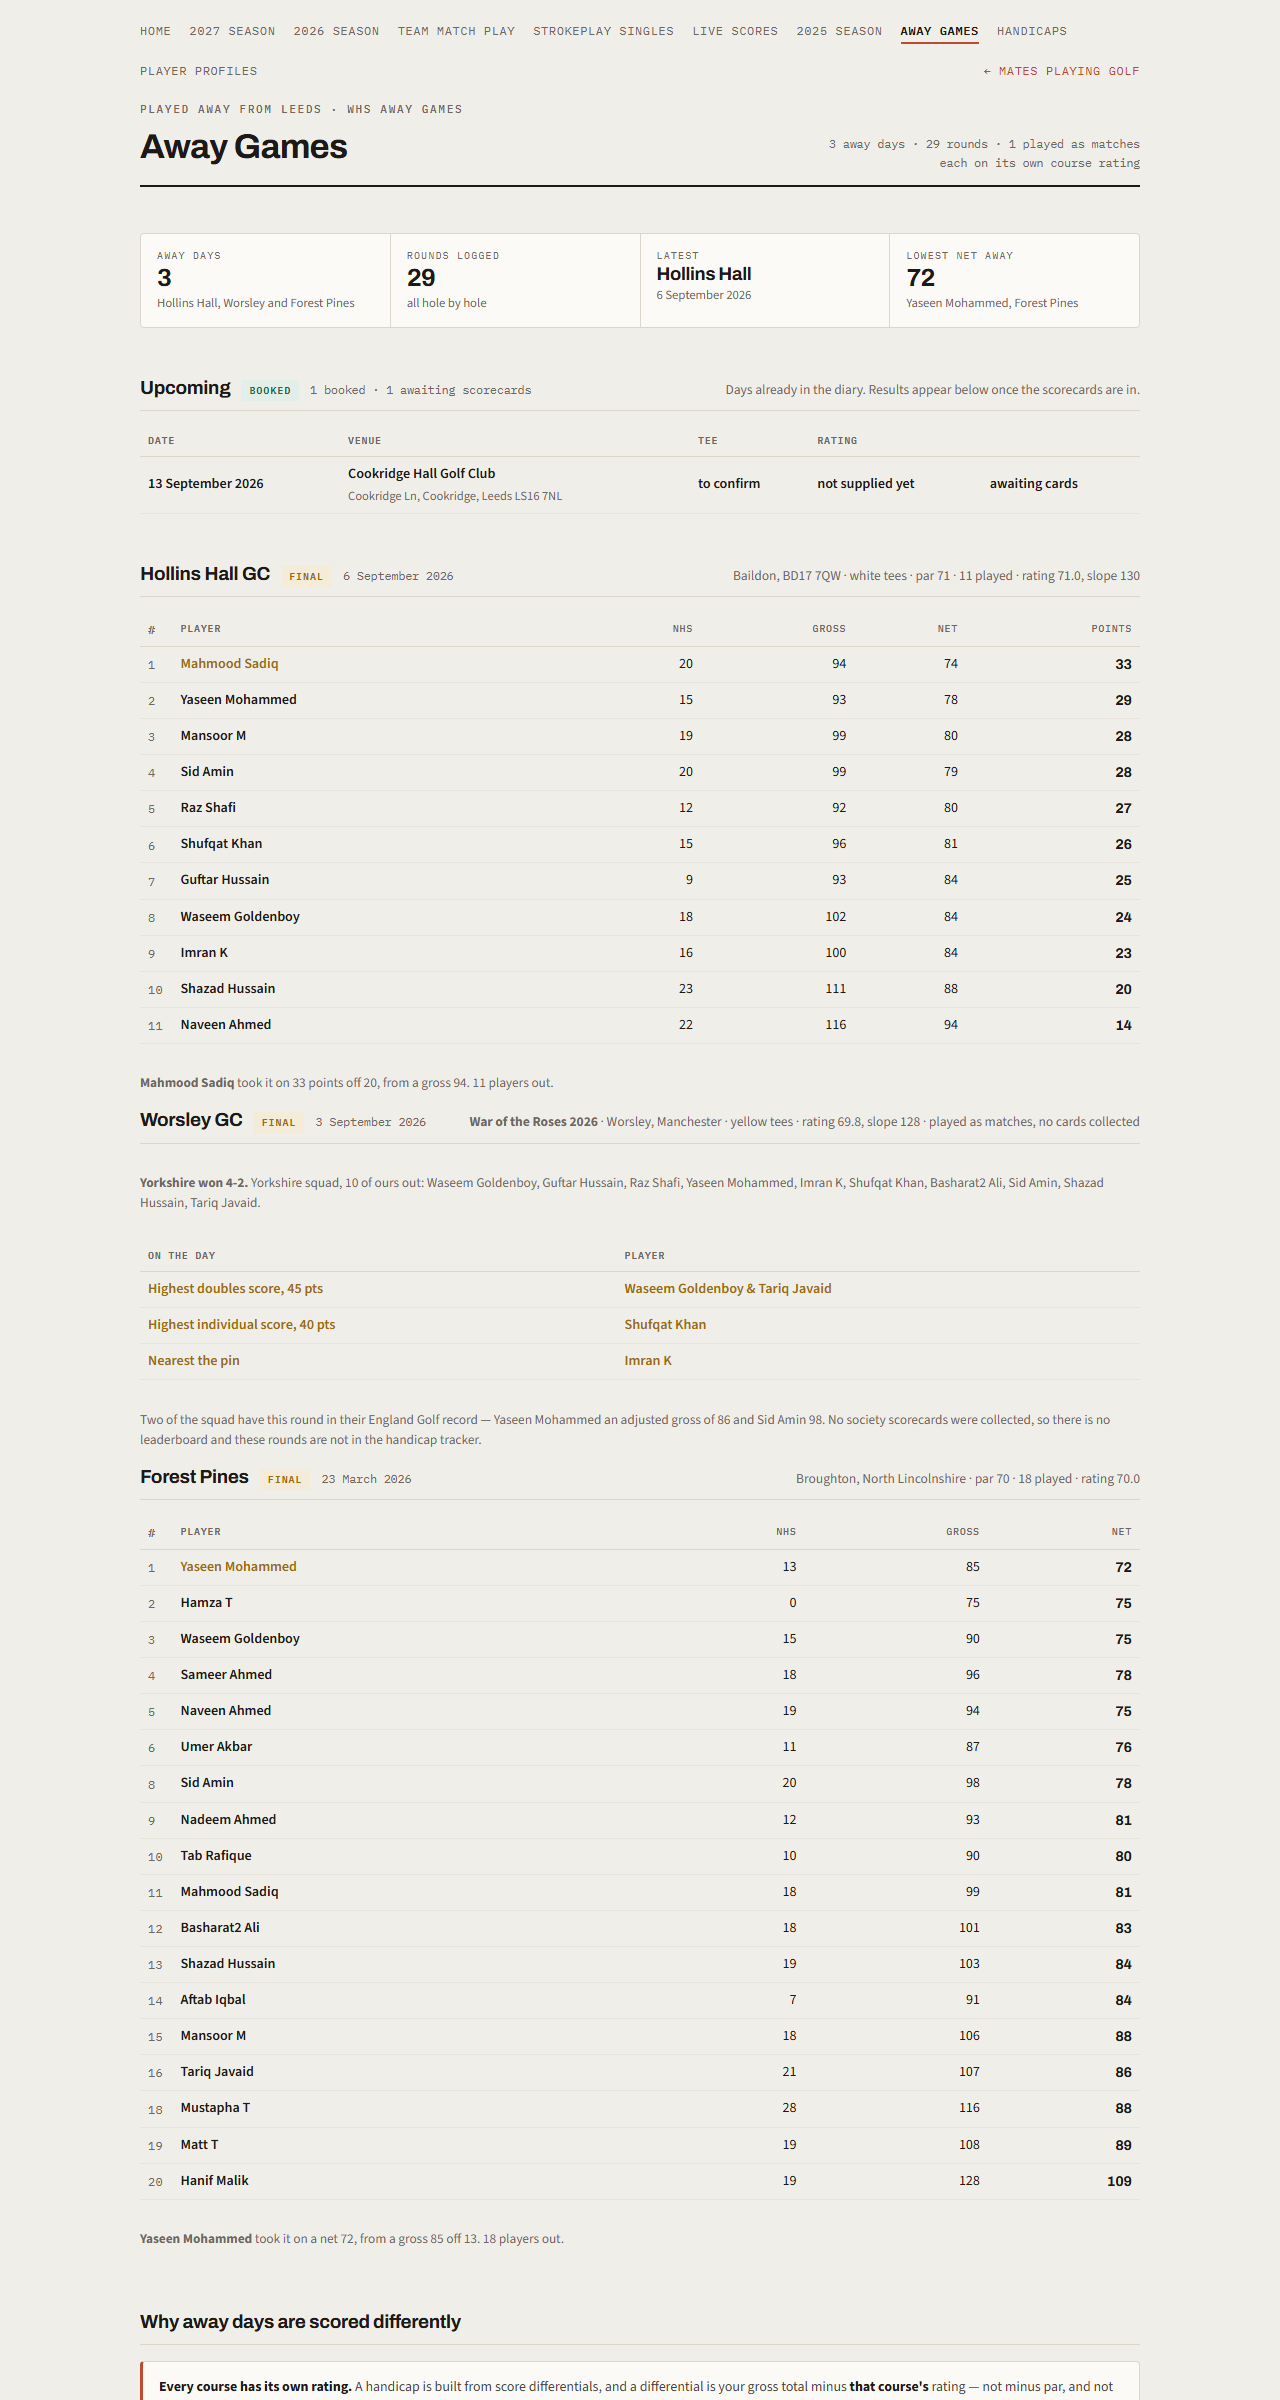 HOME 2027 SEASON 2026 SEASON TEAM MATCH PLAY STROKEPLAY SINGLES LIVE SCORES 2025 SEASON AWAY GAMES HANDICAPS
PLAYER PROFILES ← MATES PLAYING GOLF
PLAYED AWAY FROM LEEDS · WHS AWAY GAMES
Away Games
3 away days · 29 rounds · 1 played as matches
each on its own course rating
AWAY DAYS
3
Hollins Hall, Worsley and Forest Pines
ROUNDS LOGGED
29
all hole by hole
LATEST
Hollins Hall
6 September 2026
LOWEST NET AWAY
72
Yaseen Mohammed, Forest Pines
Upcoming BOOKED 1 booked · 1 awaiting scorecards Days already in the diary. Results appear below once the scorecards are in.
DATE VENUE TEE RATING
13 September 2026 Cookridge Hall Golf Club to confirm not supplied yet awaiting cards
Cookridge Ln, Cookridge, Leeds LS16 7NL
Hollins Hall GC FINAL 6 September 2026 Baildon, BD17 7QW · white tees · par 71 · 11 played · rating 71.0, slope 130
# PLAYER NHS GROSS NET POINTS
1 Mahmood Sadiq 20 94 74 33
2 Yaseen Mohammed 15 93 78 29
3 Mansoor M 19 99 80 28
4 Sid Amin 20 99 79 28
5 Raz Shafi 12 92 80 27
6 Shufqat Khan 15 96 81 26
7 Guftar Hussain 9 93 84 25
8 Waseem Goldenboy 18 102 84 24
9 Imran K 16 100 84 23
10 Shazad Hussain 23 111 88 20
11 Naveen Ahmed 22 116 94 14
Mahmood Sadiq took it on 33 points off 20, from a gross 94. 11 players out.
Worsley GC FINAL 3 September 2026 War of the Roses 2026 · Worsley, Manchester · yellow tees · rating 69.8, slope 128 · played as matches, no cards collected
Yorkshire won 4-2. Yorkshire squad, 10 of ours out: Waseem Goldenboy, Guftar Hussain, Raz Shafi, Yaseen Mohammed, Imran K, Shufqat Khan, Basharat2 Ali, Sid Amin, Shazad
Hussain, Tariq Javaid.
ON THE DAY PLAYER
Highest doubles score, 45 pts Waseem Goldenboy & Tariq Javaid
Highest individual score, 40 pts Shufqat Khan
Nearest the pin Imran K
Two of the squad have this round in their England Golf record — Yaseen Mohammed an adjusted gross of 86 and Sid Amin 98. No society scorecards were collected, so there is no
leaderboard and these rounds are not in the handicap tracker.
Forest Pines FINAL 23 March 2026 Broughton, North Lincolnshire · par 70 · 18 played · rating 70.0
# PLAYER NHS GROSS NET
1 Yaseen Mohammed 13 85 72
2 Hamza T 0 75 75
3 Waseem Goldenboy 15 90 75
4 Sameer Ahmed 18 96 78
5 Naveen Ahmed 19 94 75
6 Umer Akbar 11 87 76
8 Sid Amin 20 98 78
9 Nadeem Ahmed 12 93 81
10 Tab Rafique 10 90 80
11 Mahmood Sadiq 18 99 81
12 Basharat2 Ali 18 101 83
13 Shazad Hussain 19 103 84
14 Aftab Iqbal 7 91 84
15 Mansoor M 18 106 88
16 Tariq Javaid 21 107 86
18 Mustapha T 28 116 88
19 Matt T 19 108 89
20 Hanif Malik 19 128 109
Yaseen Mohammed took it on a net 72, from a gross 85 off 13. 18 players out.
Why away days are scored differently
Every course has its own rating. A handicap is built from score differentials, and a differential is your gross total minus that course's rating — not minus par, and not